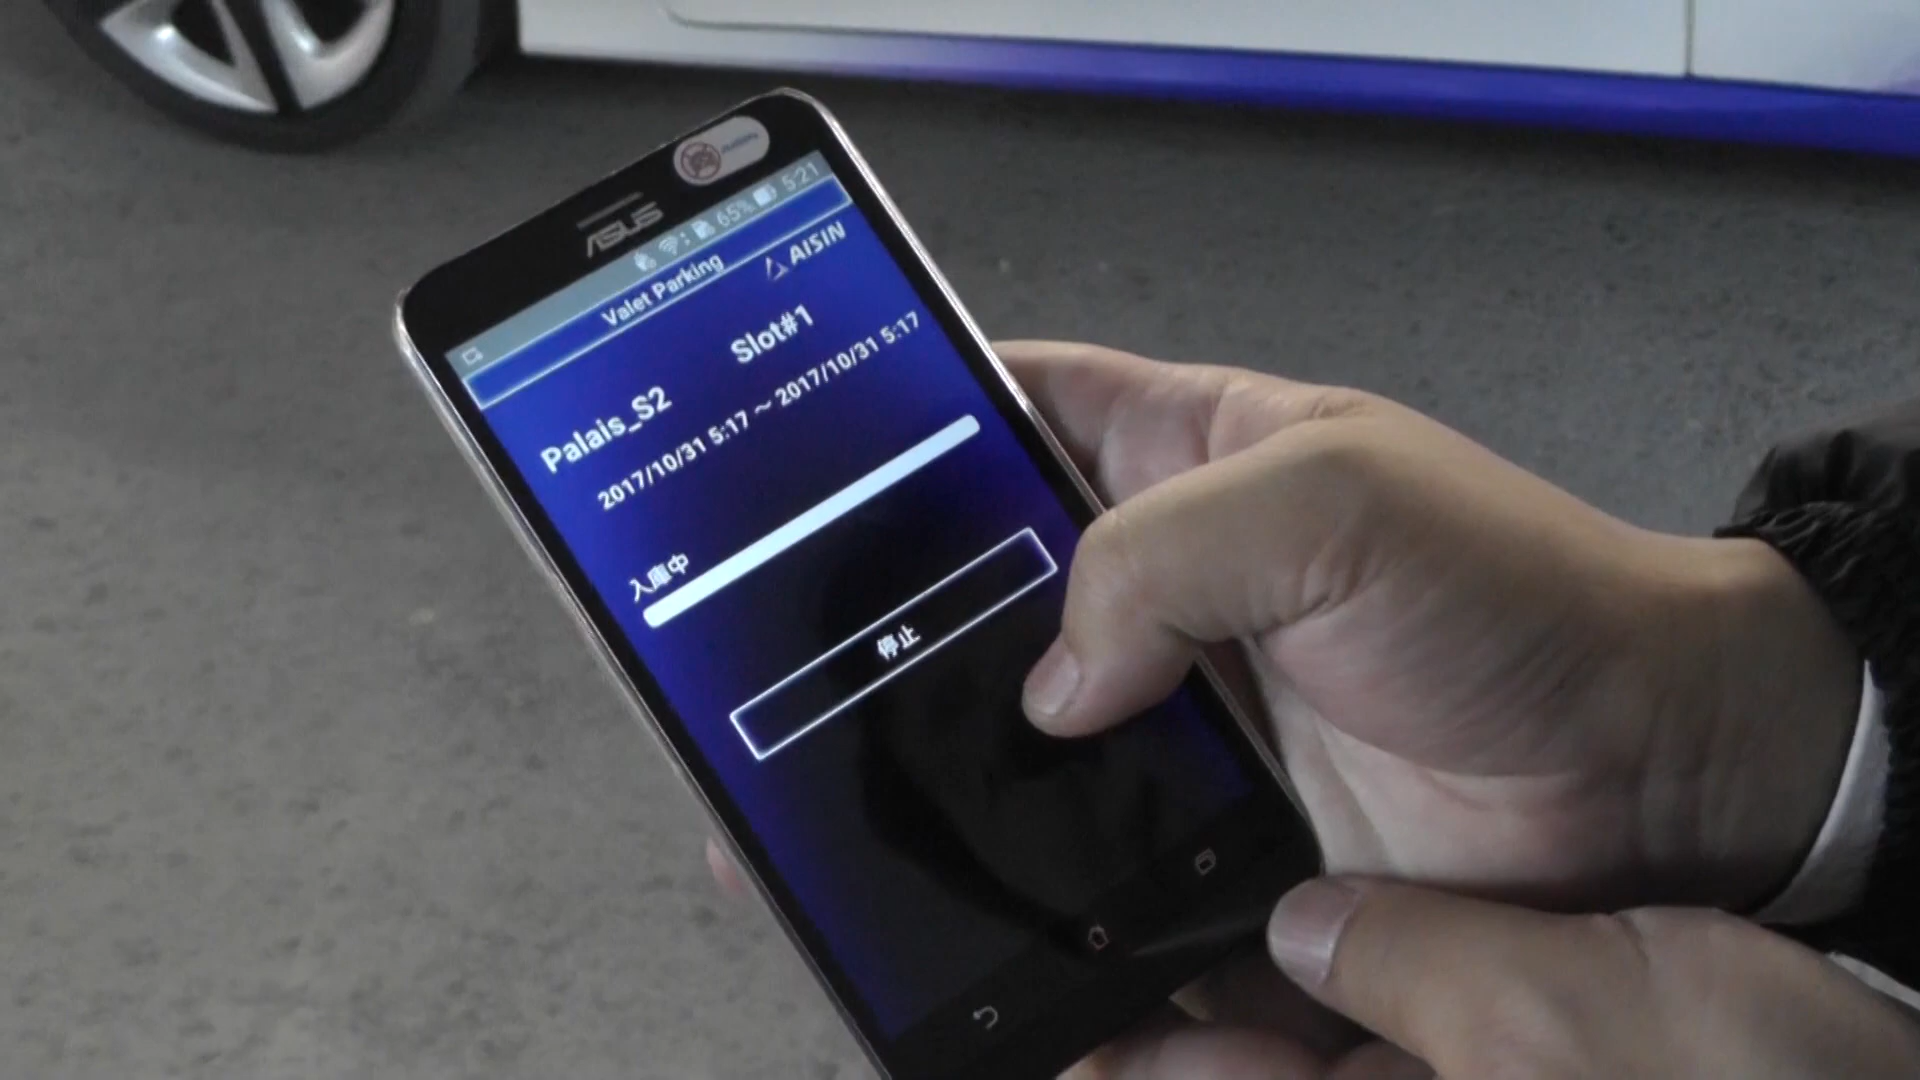 ASUS
65% 5:21
Valet Parking
AISIN
Palais_S2 Slot#1
2017/10/31 5:17 ～ 2017/10/31 5:17
入庫中
停止